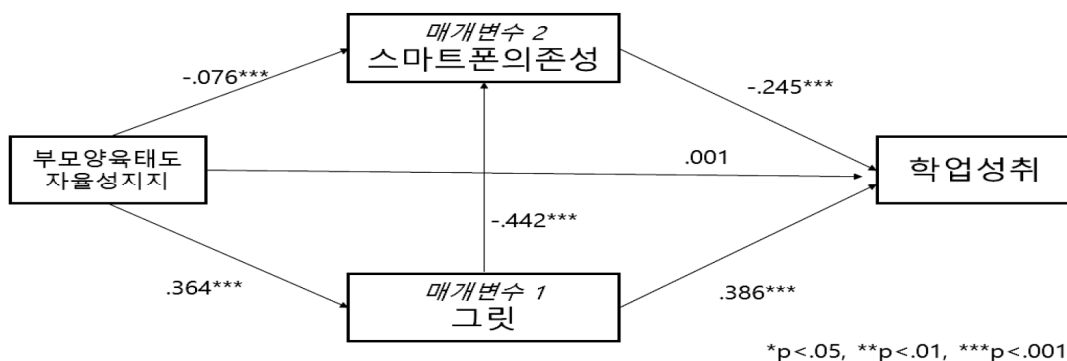 매개변수 2
스마트폰의존성
-.076***
-.245***
부모양육태도
자율성지지
.001
학업성취
-.442***
.364***
매개변수 1
그릿
.386***
*p<.05, **p<.01, ***p<.001